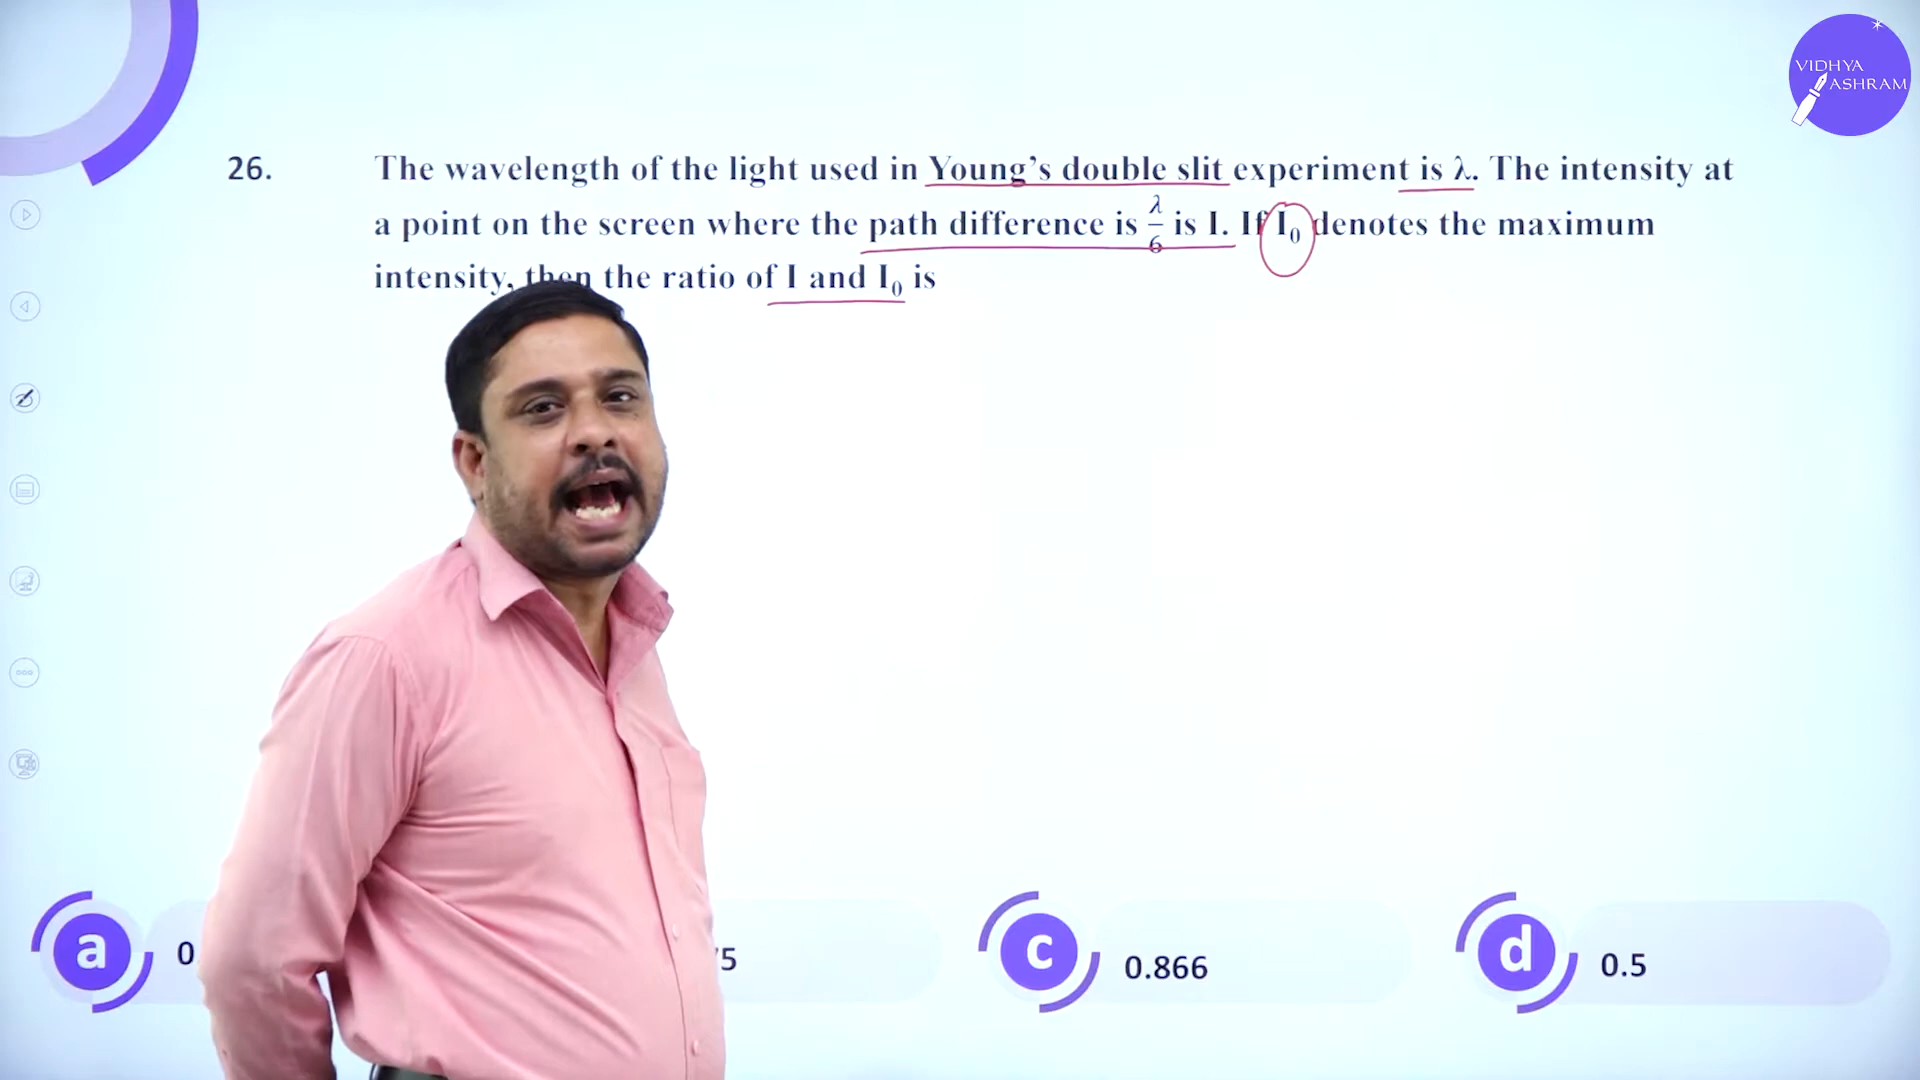 VIDHYA
ASHRAM
26. The wavelength of the light used in Young's double slit experiment is λ. The intensity at
a point on the screen where the path difference is λ/6 is I. If I₀ denotes the maximum
intensity, then the ratio of I and I₀ is
a 0.
5
c 0.866
d 0.5